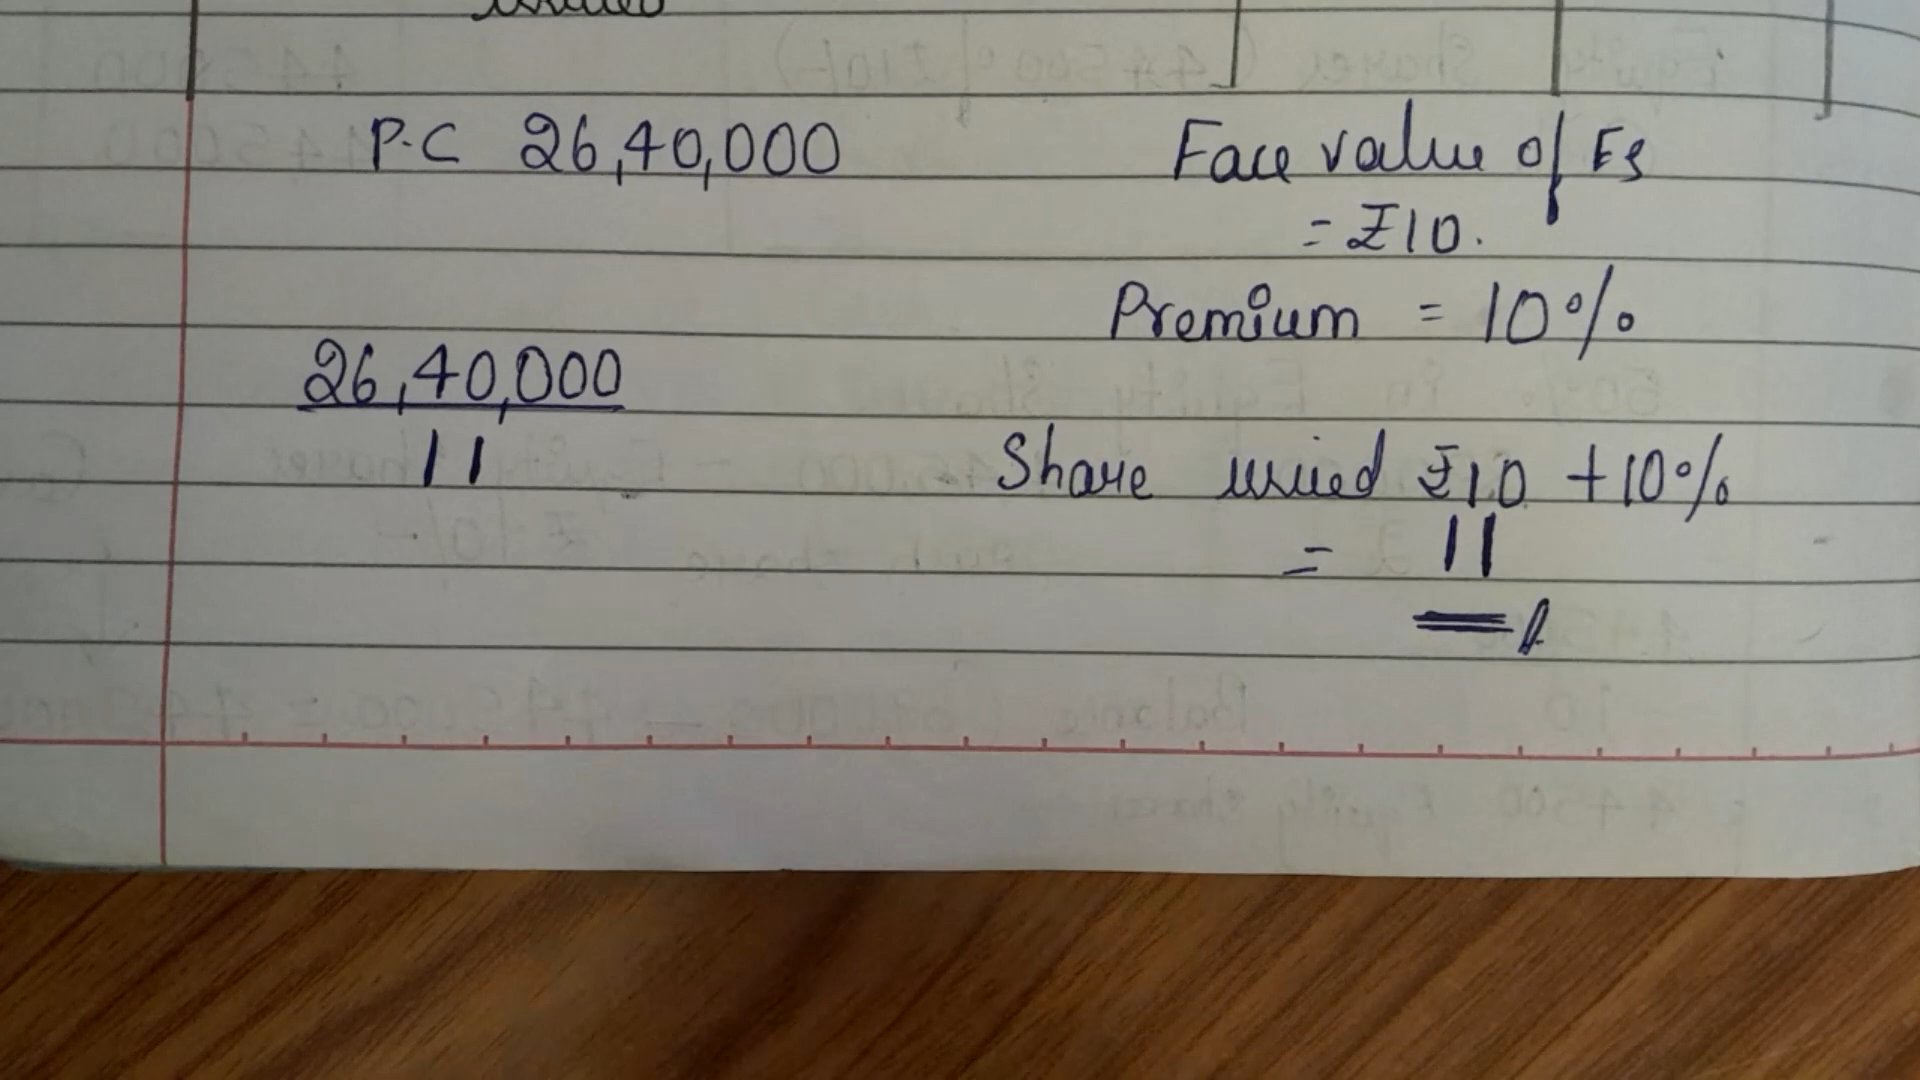 P.C 26,40,000
Face value of Es
= ₹10.
Premium = 10%
26,40,000
11
Share issued ₹10 + 10%
= 11